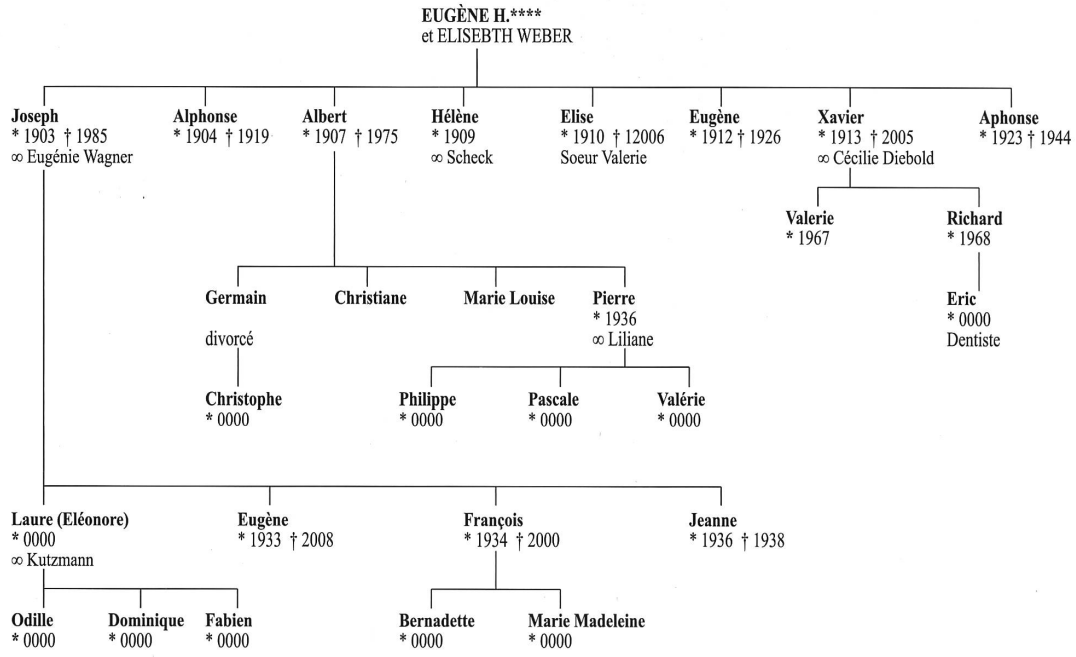 EUGÈNE H.****
et ELISEBTH WEBER
Joseph
* 1903 † 1985
∞ Eugénie Wagner
Alphonse
* 1904 † 1919
Albert
* 1907 † 1975
Hélène
* 1909
∞ Scheck
Elise
* 1910 † 12006
Soeur Valerie
Eugène
* 1912 † 1926
Xavier
* 1913 † 2005
∞ Cécilie Diebold
Aphonse
* 1923 † 1944
Valerie
* 1967
Richard
* 1968
Germain
divorcé
Christiane
Marie Louise
Pierre
* 1936
∞ Liliane
Eric
* 0000
Dentiste
Christophe
* 0000
Philippe
* 0000
Pascale
* 0000
Valérie
* 0000
Laure (Eléonore)
* 0000
∞ Kutzmann
Eugène
* 1933 † 2008
François
* 1934 † 2000
Jeanne
* 1936 † 1938
Odille
* 0000
Dominique
* 0000
Fabien
* 0000
Bernadette
* 0000
Marie Madeleine
* 0000